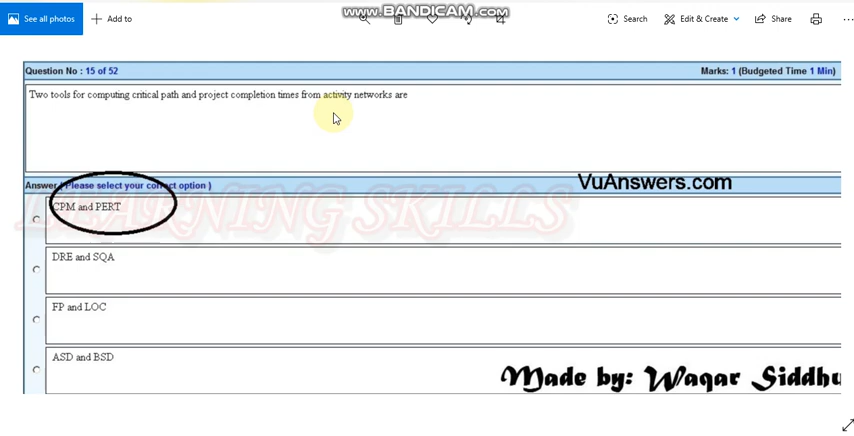 www.BANDICAM.com
See all photos
Add to
Search
Edit & Create
Share
Question No : 15 of 52
Marks: 1 (Budgeted Time 1 Min)
Two tools for computing critical path and project completion times from activity networks are
Answer ( Please select your correct option )
VuAnswers.com
CPM and PERT
LEARNING SKILLS
DRE and SQA
FP and LOC
ASD and BSD
Made by: Waqar Siddhu